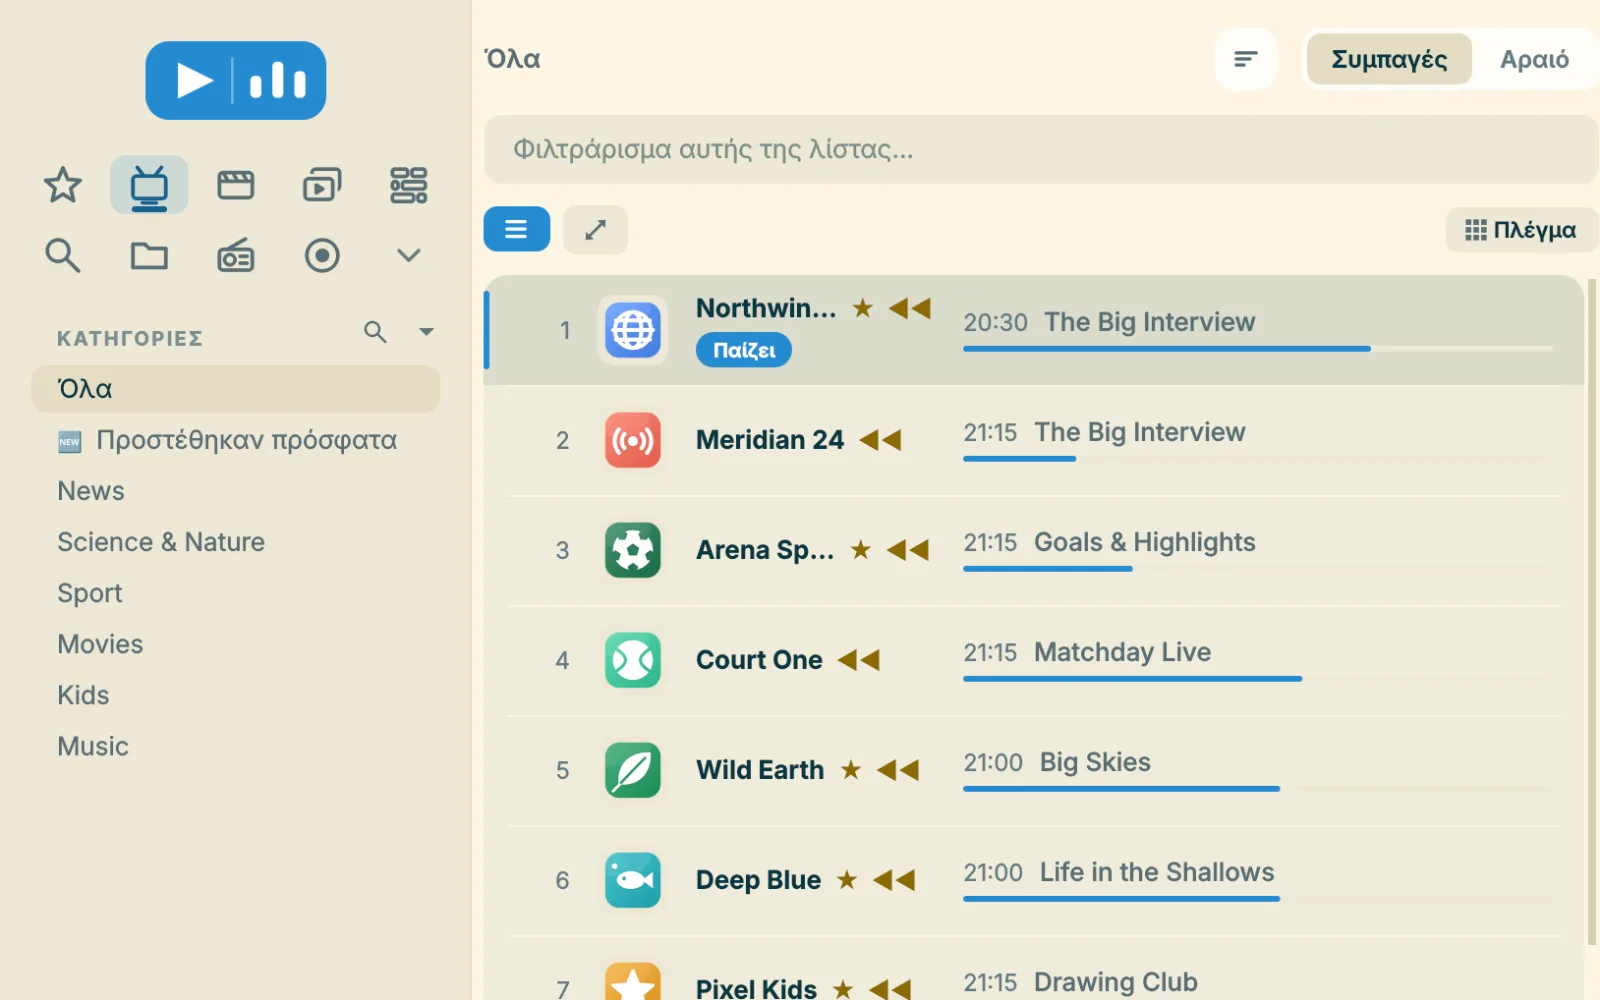 Όλα
Συμπαγές
Αραιό
Φιλτράρισμα αυτής της λίστας...
Πλέγμα
ΚΑΤΗΓΟΡΙΕΣ
Όλα
NEW Προστέθηκαν πρόσφατα
News
Science & Nature
Sport
Movies
Kids
Music
1 Northwin... ★ ◀◀ 20:30 The Big Interview
Παίζει
2 Meridian 24 ◀◀ 21:15 The Big Interview
3 Arena Sp... ★ ◀◀ 21:15 Goals & Highlights
4 Court One ◀◀ 21:15 Matchday Live
5 Wild Earth ★ ◀◀ 21:00 Big Skies
6 Deep Blue ★ ◀◀ 21:00 Life in the Shallows
7 Pixel Kids ★ ◀◀ 21:15 Drawing Club